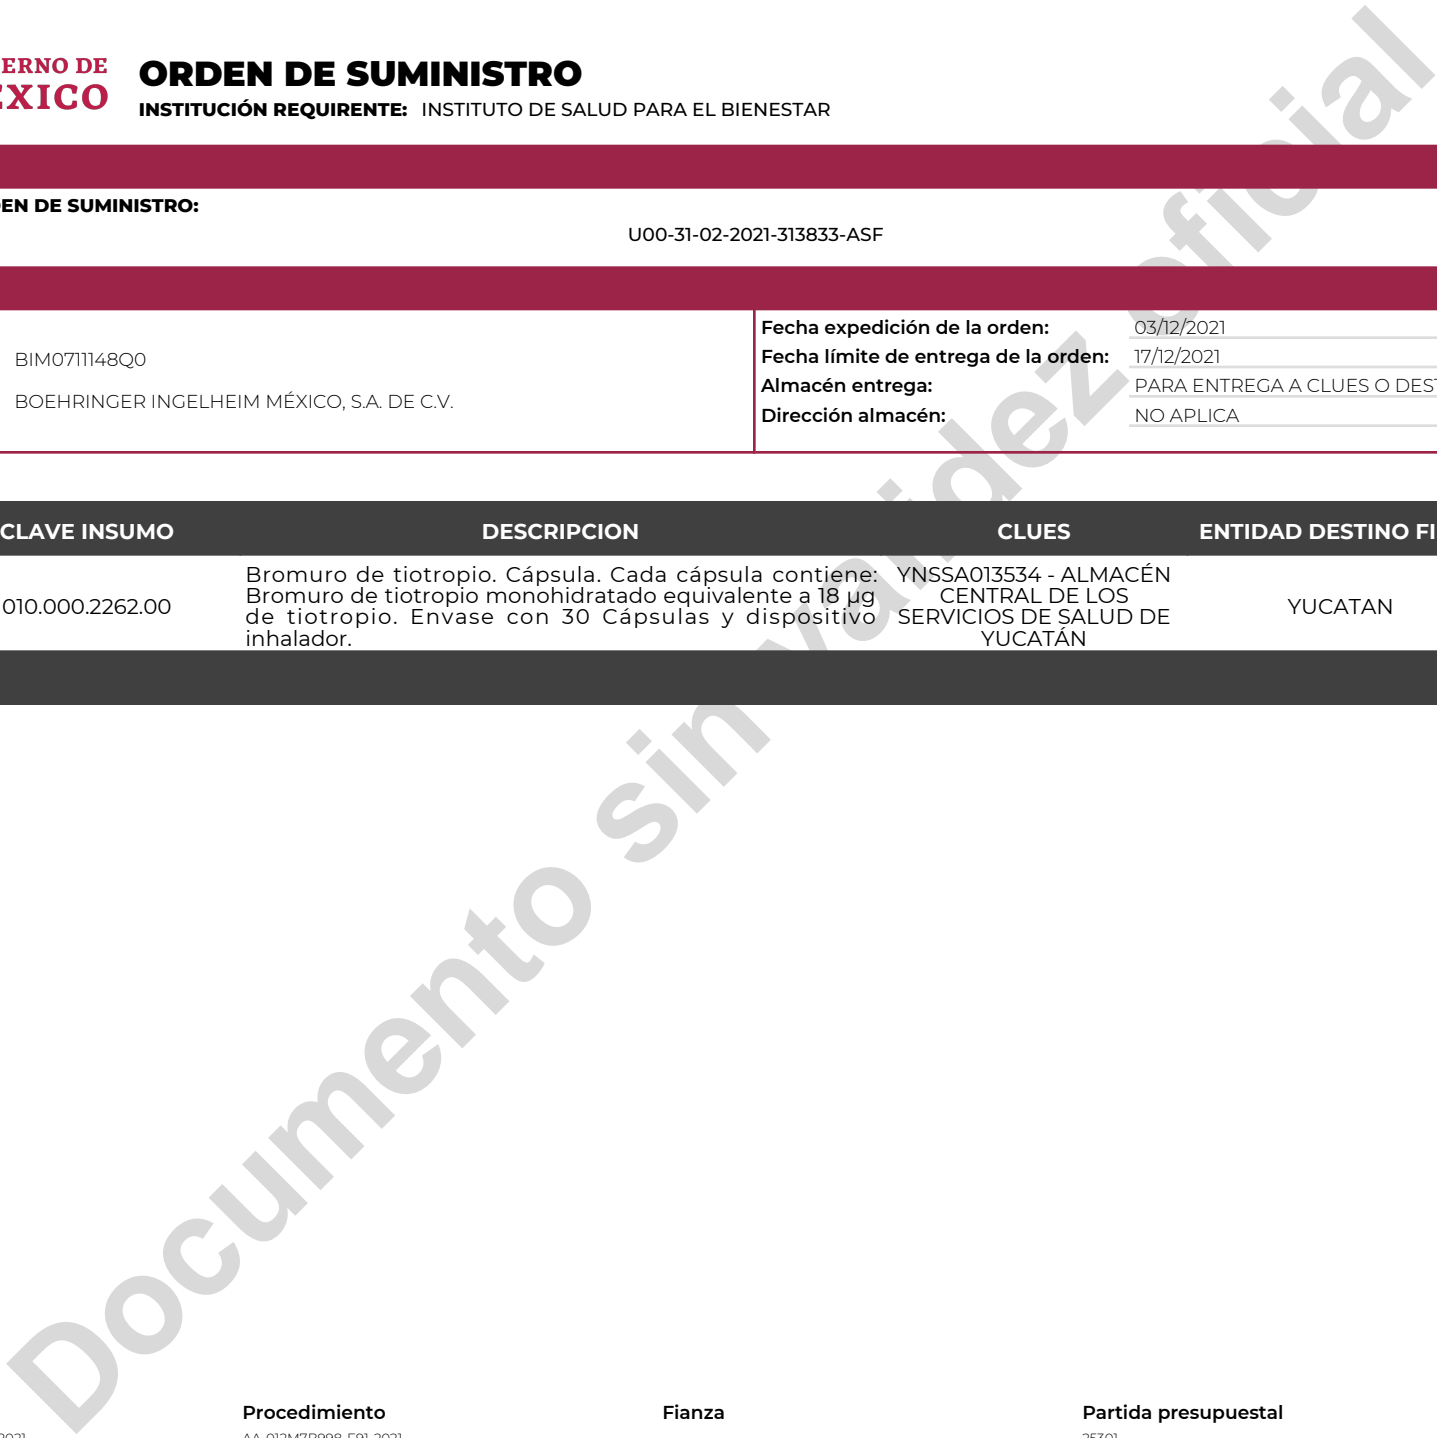 ERNO DE
ÉXICO
ORDEN DE SUMINISTRO
INSTITUCIÓN REQUIRENTE: INSTITUTO DE SALUD PARA EL BIENESTAR
EN DE SUMINISTRO:
U00-31-02-2021-313833-ASF
BIM0711148Q0
BOEHRINGER INGELHEIM MÉXICO, S.A. DE C.V.
Fecha expedición de la orden: 03/12/2021
Fecha límite de entrega de la orden: 17/12/2021
Almacén entrega: PARA ENTREGA A CLUES O DEST
Dirección almacén: NO APLICA
CLAVE INSUMO DESCRIPCION CLUES ENTIDAD DESTINO FI
010.000.2262.00
Bromuro de tiotropio. Cápsula. Cada cápsula contiene:
Bromuro de tiotropio monohidratado equivalente a 18 µg
de tiotropio. Envase con 30 Cápsulas y dispositivo
inhalador.
YNSSA013534 - ALMACÉN
CENTRAL DE LOS
SERVICIOS DE SALUD DE
YUCATÁN
YUCATAN
Documento sin validez oficial
Procedimiento Fianza Partida presupuestal